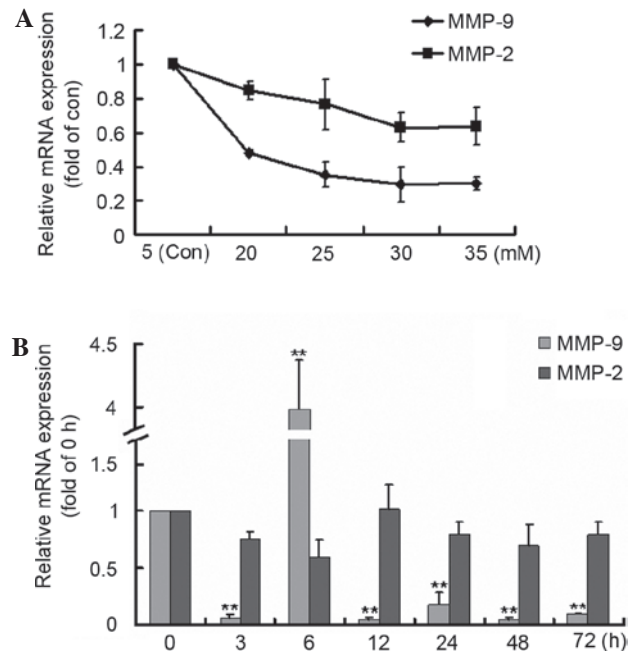 A
MMP-9
MMP-2
Relative mRNA expression
(fold of con)
1.2
1
0.8
0.6
0.4
0.2
0
5 (Con) 20 25 30 35 (mM)
B
MMP-9
MMP-2
Relative mRNA expression
(fold of 0 h)
4.5
4
1.5
1
0.5
0
**
**
**
**
**
**
0 3 6 12 24 48 72 (h)